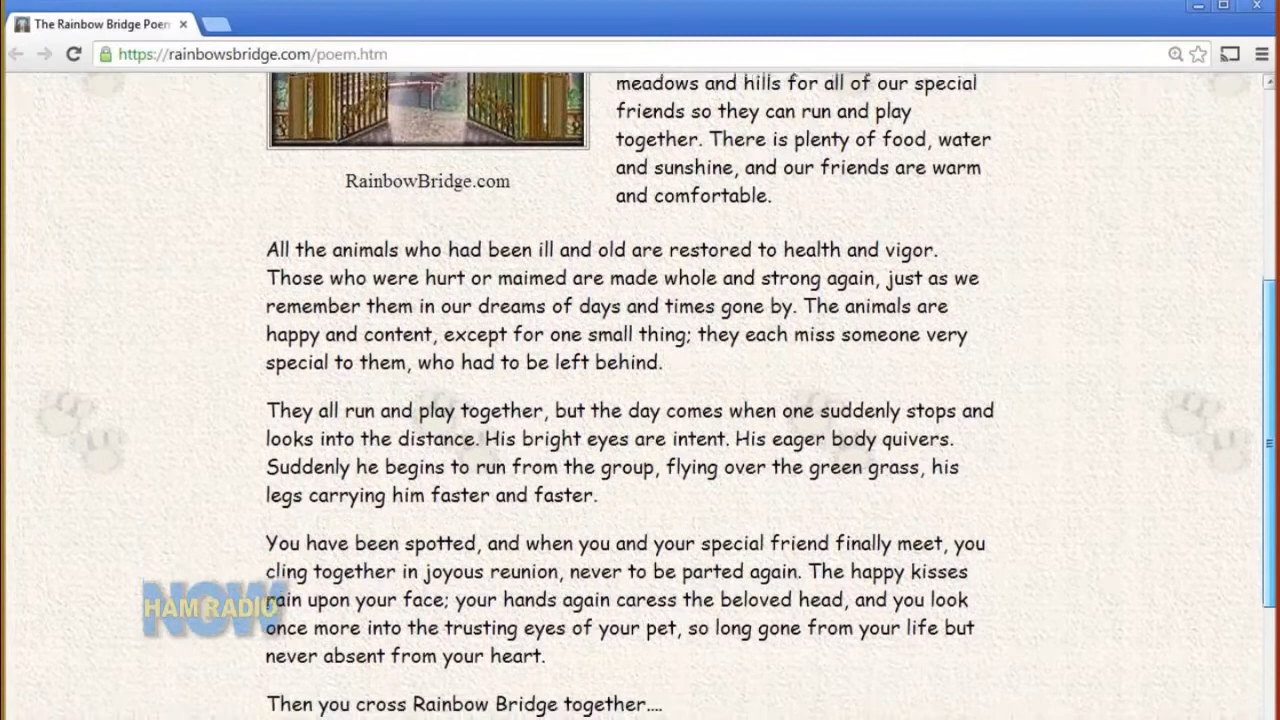 The Rainbow Bridge Poem
https://rainbowsbridge.com/poem.htm
meadows and hills for all of our special
friends so they can run and play
together. There is plenty of food, water
and sunshine, and our friends are warm
and comfortable.
RainbowBridge.com
All the animals who had been ill and old are restored to health and vigor.
Those who were hurt or maimed are made whole and strong again, just as we
remember them in our dreams of days and times gone by. The animals are
happy and content, except for one small thing; they each miss someone very
special to them, who had to be left behind.
They all run and play together, but the day comes when one suddenly stops and
looks into the distance. His bright eyes are intent. His eager body quivers.
Suddenly he begins to run from the group, flying over the green grass, his
legs carrying him faster and faster.
You have been spotted, and when you and your special friend finally meet, you
cling together in joyous reunion, never to be parted again. The happy kisses
rain upon your face; your hands again caress the beloved head, and you look
once more into the trusting eyes of your pet, so long gone from your life but
never absent from your heart.
Then you cross Rainbow Bridge together....
HAM RADIO
NOW